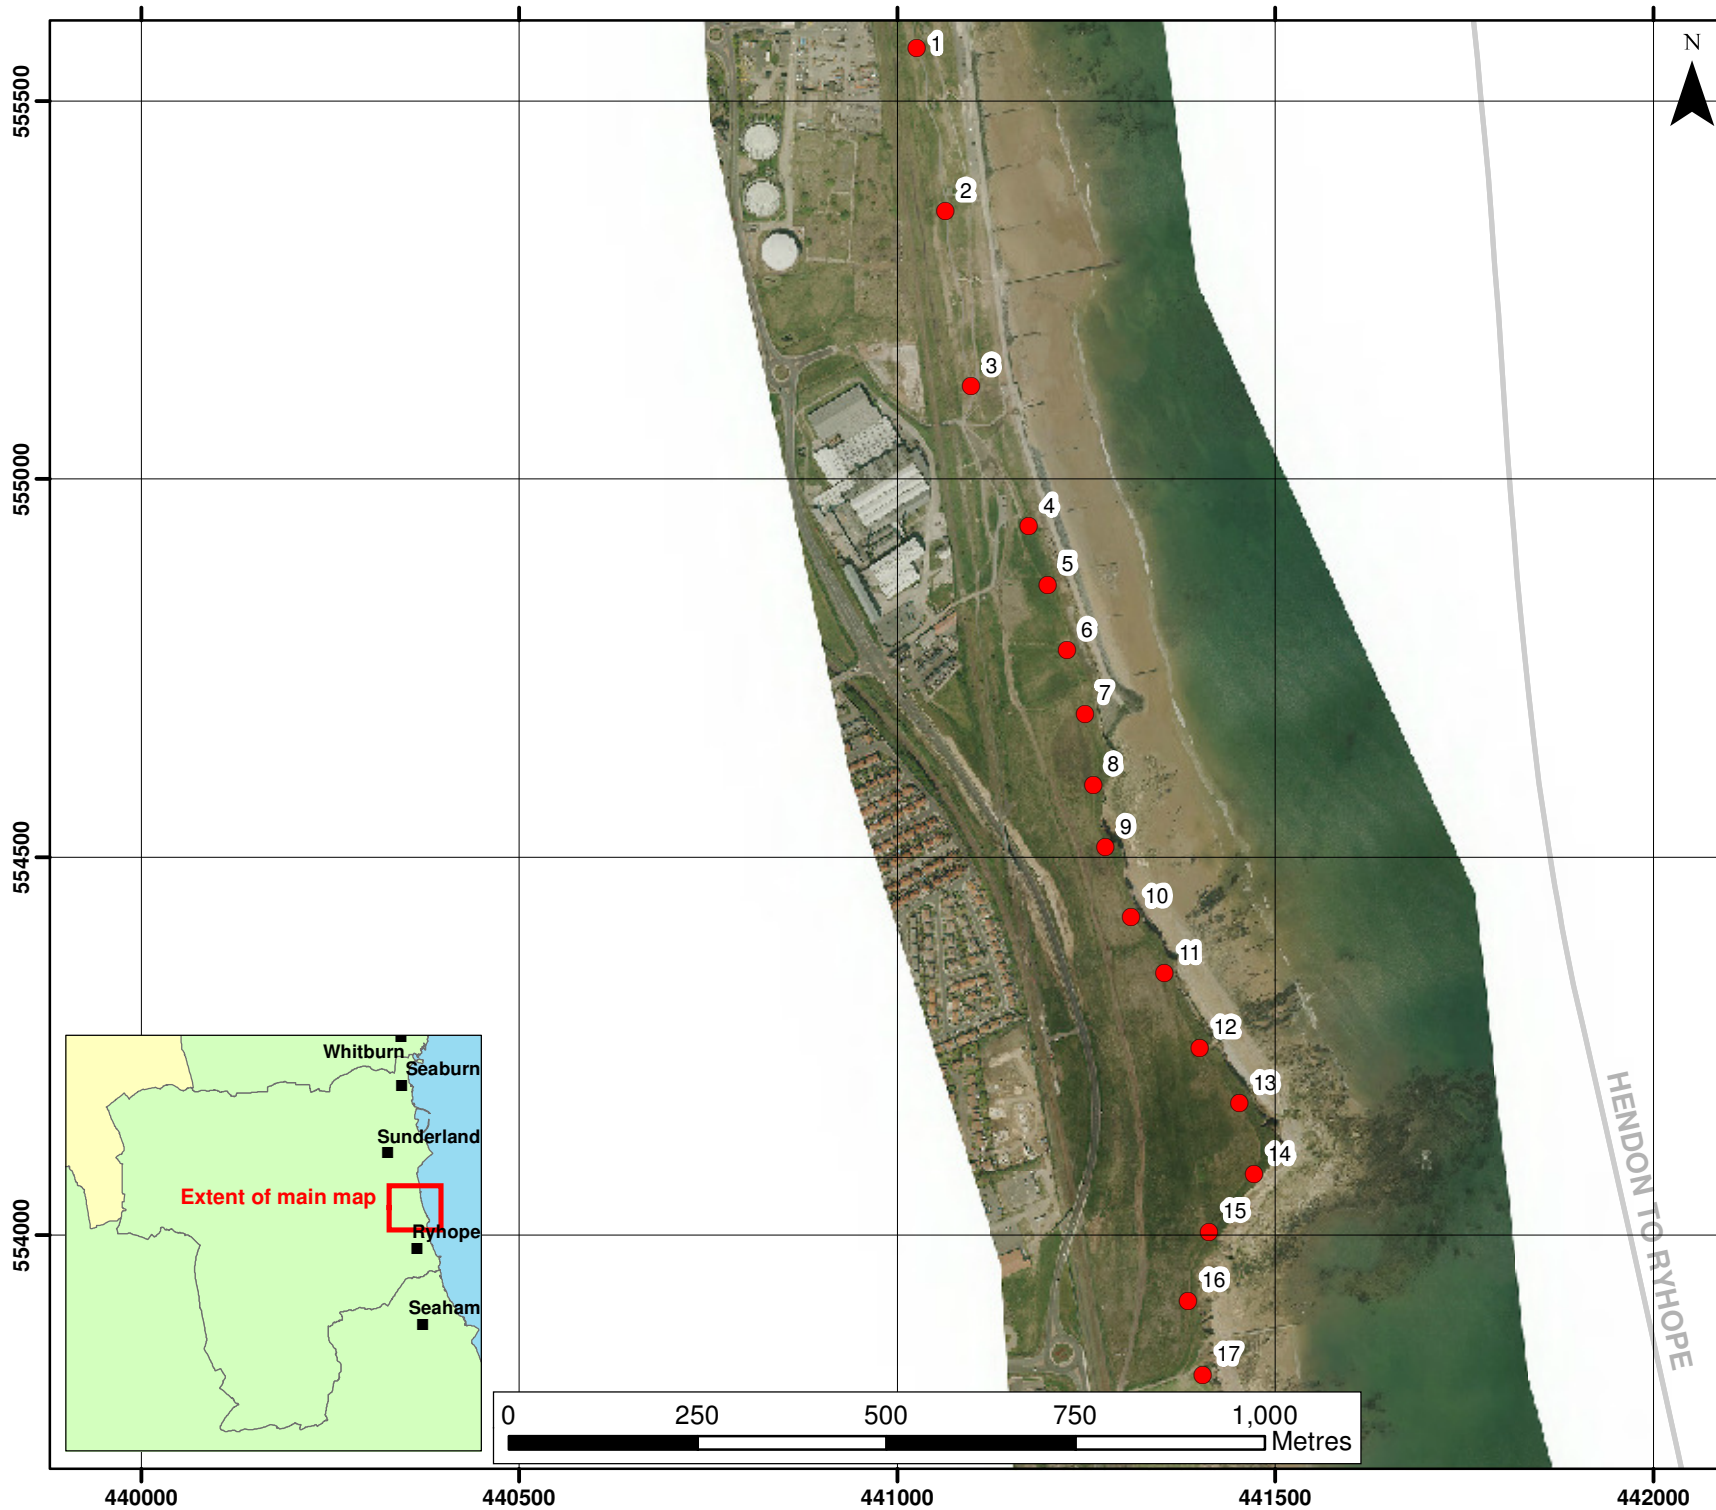 N
555500
555000
554500
554000
1
2
3
4
5
6
7
8
9
10
11
12
13
14
15
16
17
HENDON TO RYHOPE
Whitburn
Seaburn
Sunderland
Extent of main map
Ryhope
Seaham
0 250 500 750 1,000
Metres
440000 440500 441000 441500 442000